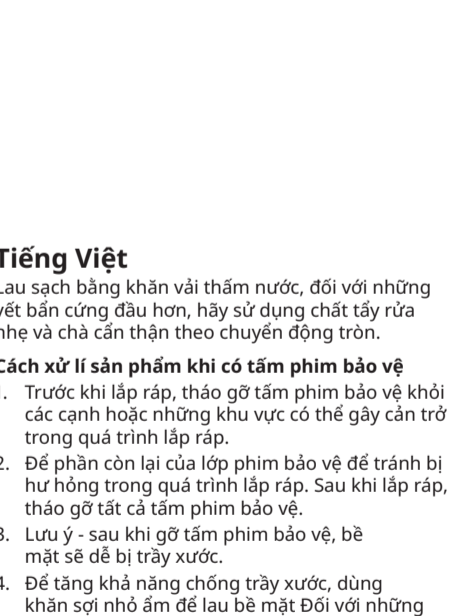 Tiếng Việt
Lau sạch bằng khăn vải thấm nước, đối với những
vết bẩn cứng đầu hơn, hãy sử dụng chất tẩy rửa
nhẹ và chà cẩn thận theo chuyển động tròn.
Cách xử lí sản phẩm khi có tấm phim bảo vệ
1. Trước khi lắp ráp, tháo gỡ tấm phim bảo vệ khỏi
các cạnh hoặc những khu vực có thể gây cản trở
trong quá trình lắp ráp.
2. Để phần còn lại của lớp phim bảo vệ để tránh bị
hư hỏng trong quá trình lắp ráp. Sau khi lắp ráp,
tháo gỡ tất cả tấm phim bảo vệ.
3. Lưu ý - sau khi gỡ tấm phim bảo vệ, bề
mặt sẽ dễ bị trầy xước.
4. Để tăng khả năng chống trầy xước, dùng
khăn sợi nhỏ ẩm để lau bề mặt Đối với những